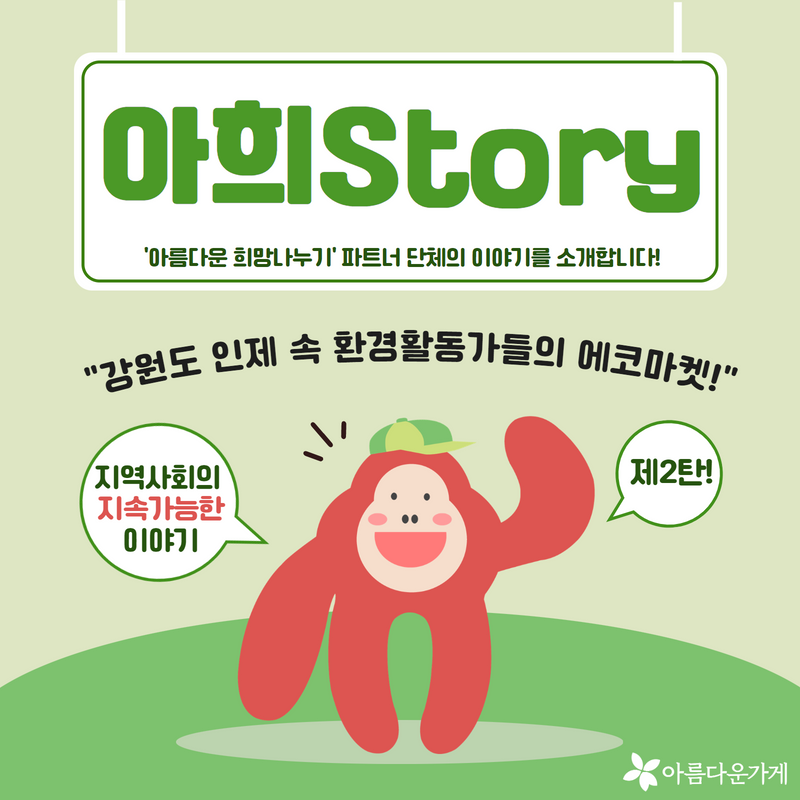 아희Story
'아름다운 희망나누기' 파트너 단체의 이야기를 소개합니다!
"강원도 인제 속 환경활동가들의 에코마켓!"
지역사회의
지속가능한
이야기
제2탄!
아름다운가게